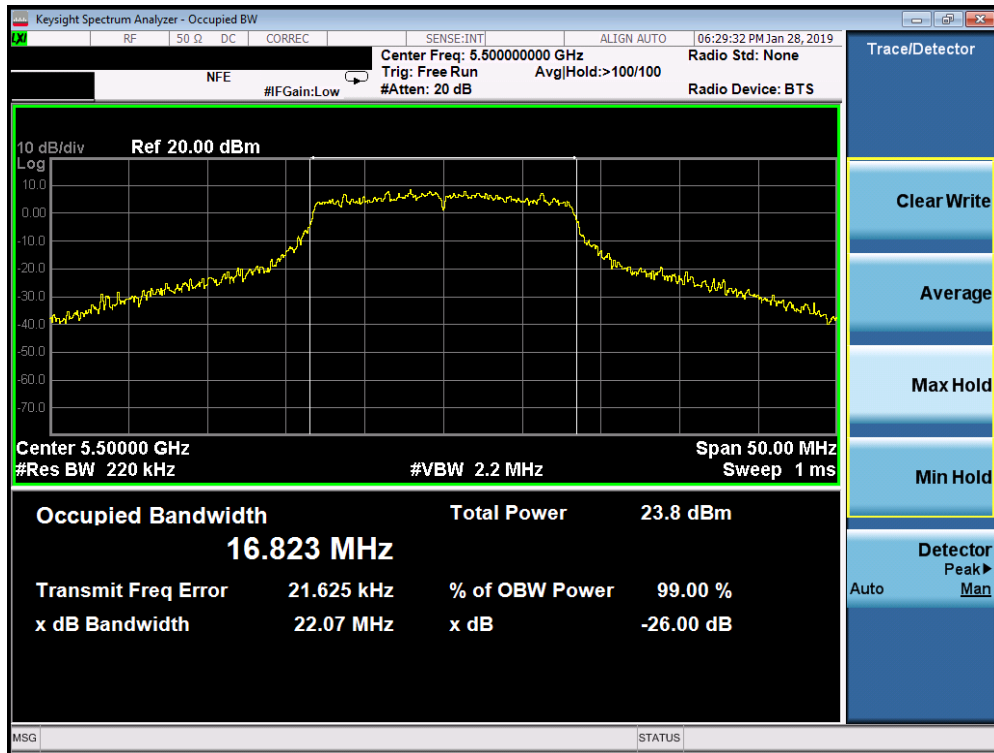 Keysight Spectrum Analyzer - Occupied BW
LXI RF 50 Ω DC CORREC SENSE:INT ALIGN AUTO 06:29:32 PM Jan 28, 2019
Center Freq: 5.500000000 GHz Radio Std: None
NFE Trig: Free Run Avg|Hold:>100/100
#IFGain:Low #Atten: 20 dB Radio Device: BTS
Trace/Detector
10 dB/div Ref 20.00 dBm
Log
10.0
0.00
-10.0
-20.0
-30.0
-40.0
-50.0
-60.0
-70.0
Center 5.50000 GHz Span 50.00 MHz
#Res BW 220 kHz #VBW 2.2 MHz Sweep 1 ms
Occupied Bandwidth Total Power 23.8 dBm
16.823 MHz
Transmit Freq Error 21.625 kHz % of OBW Power 99.00 %
x dB Bandwidth 22.07 MHz x dB -26.00 dB
Clear Write
Average
Max Hold
Min Hold
Detector
Peak▶
Auto Man
MSG STATUS